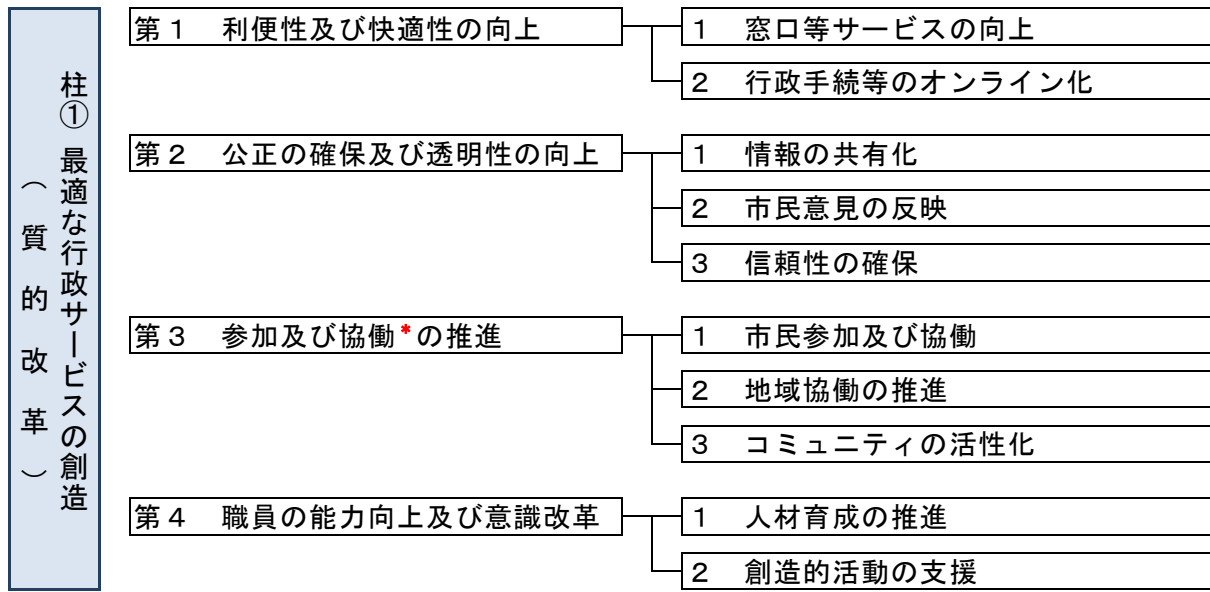 柱① 最適な行政サービスの創造
（質的改革）
第１　利便性及び快適性の向上
１　窓口等サービスの向上
２　行政手続等のオンライン化
第２　公正の確保及び透明性の向上
１　情報の共有化
２　市民意見の反映
３　信頼性の確保
第３　参加及び協働*の推進
１　市民参加及び協働
２　地域協働の推進
３　コミュニティの活性化
第４　職員の能力向上及び意識改革
１　人材育成の推進
２　創造的活動の支援